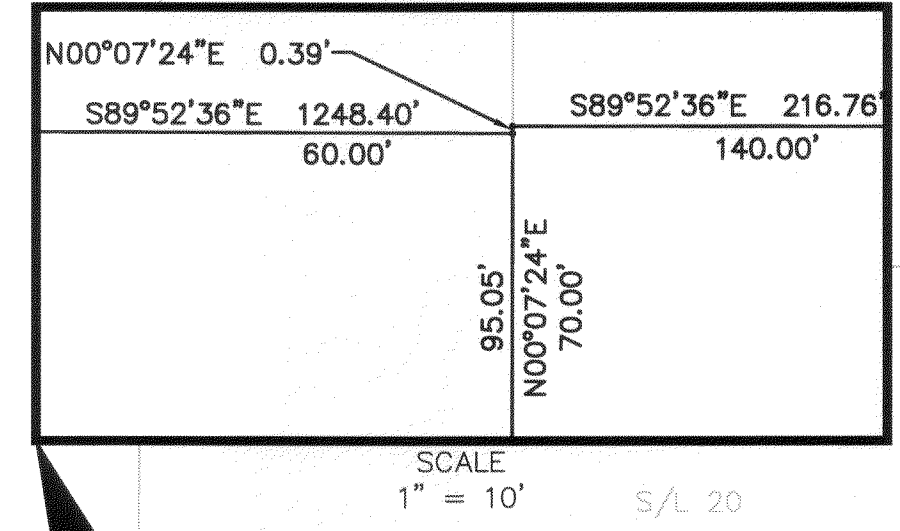 N00°07'24"E 0.39'
S89°52'36"E 1248.40'
60.00'
S89°52'36"E 216.76'
140.00'
95.05'
N00°07'24"E
70.00'
SCALE
1" = 10'
S/L 20